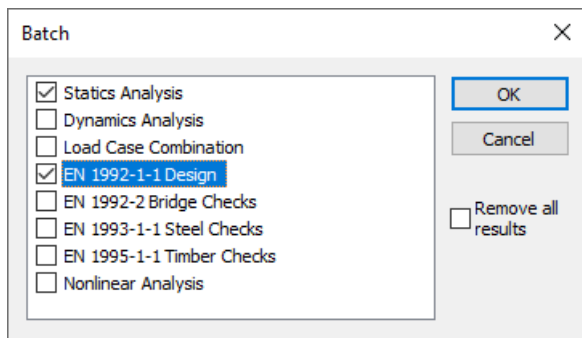 Batch
Statics Analysis
Dynamics Analysis
Load Case Combination
EN 1992-1-1 Design
EN 1992-2 Bridge Checks
EN 1993-1-1 Steel Checks
EN 1995-1-1 Timber Checks
Nonlinear Analysis
OK
Cancel
Remove all
results